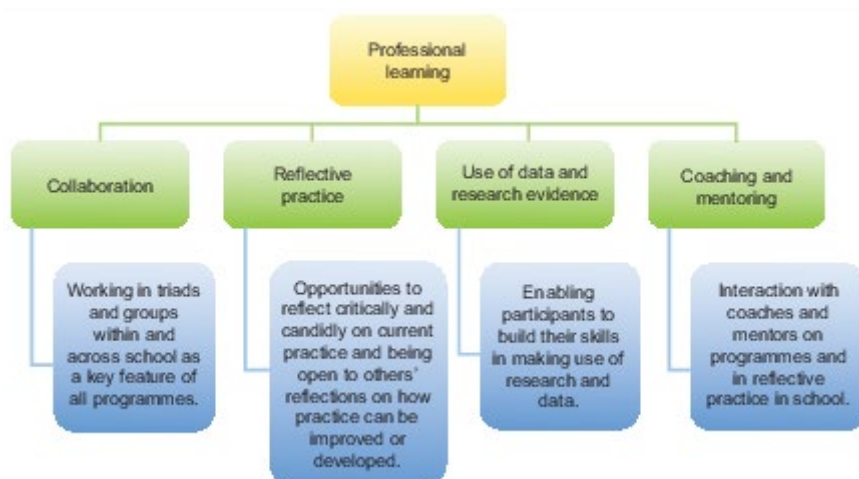 Professional
learning
Collaboration
Reflective
practice
Use of data and
research evidence
Coaching and
mentoring
Working in triads
and groups
within and
across school as
a key feature of
all programmes.
Opportunities to
reflect critically and
candidly on current
practice and being
open to others’
reflections on how
practice can be
improved or
developed.
Enabling
participants to
build their skills
in making use of
research and
data.
Interaction with
coaches and
mentors on
programmes and
in reflective
practice in school.